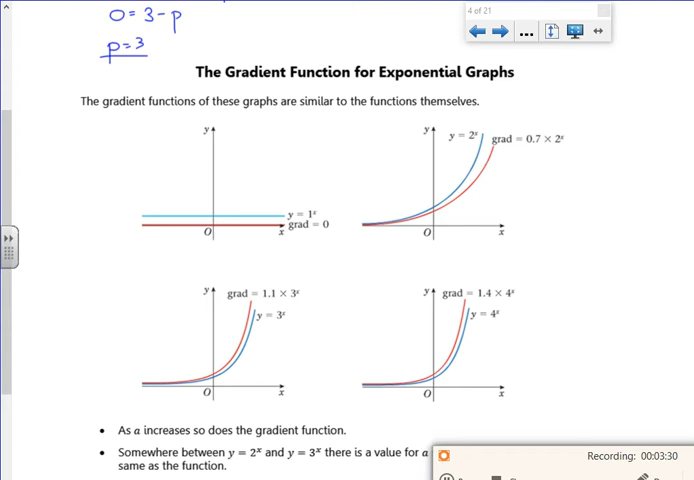 0 = 3 - p
p = 3
4 of 21
The Gradient Function for Exponential Graphs
The gradient functions of these graphs are similar to the functions themselves.
y
y = 1ˣ
grad = 0
O
x
y
y = 2ˣ
grad = 0.7 × 2ˣ
O
x
y
grad = 1.1 × 3ˣ
y = 3ˣ
O
x
y
grad = 1.4 × 4ˣ
y = 4ˣ
O
x
• As a increases so does the gradient function.
• Somewhere between y = 2ˣ and y = 3ˣ there is a value for a
same as the function.
Recording: 00:03:30